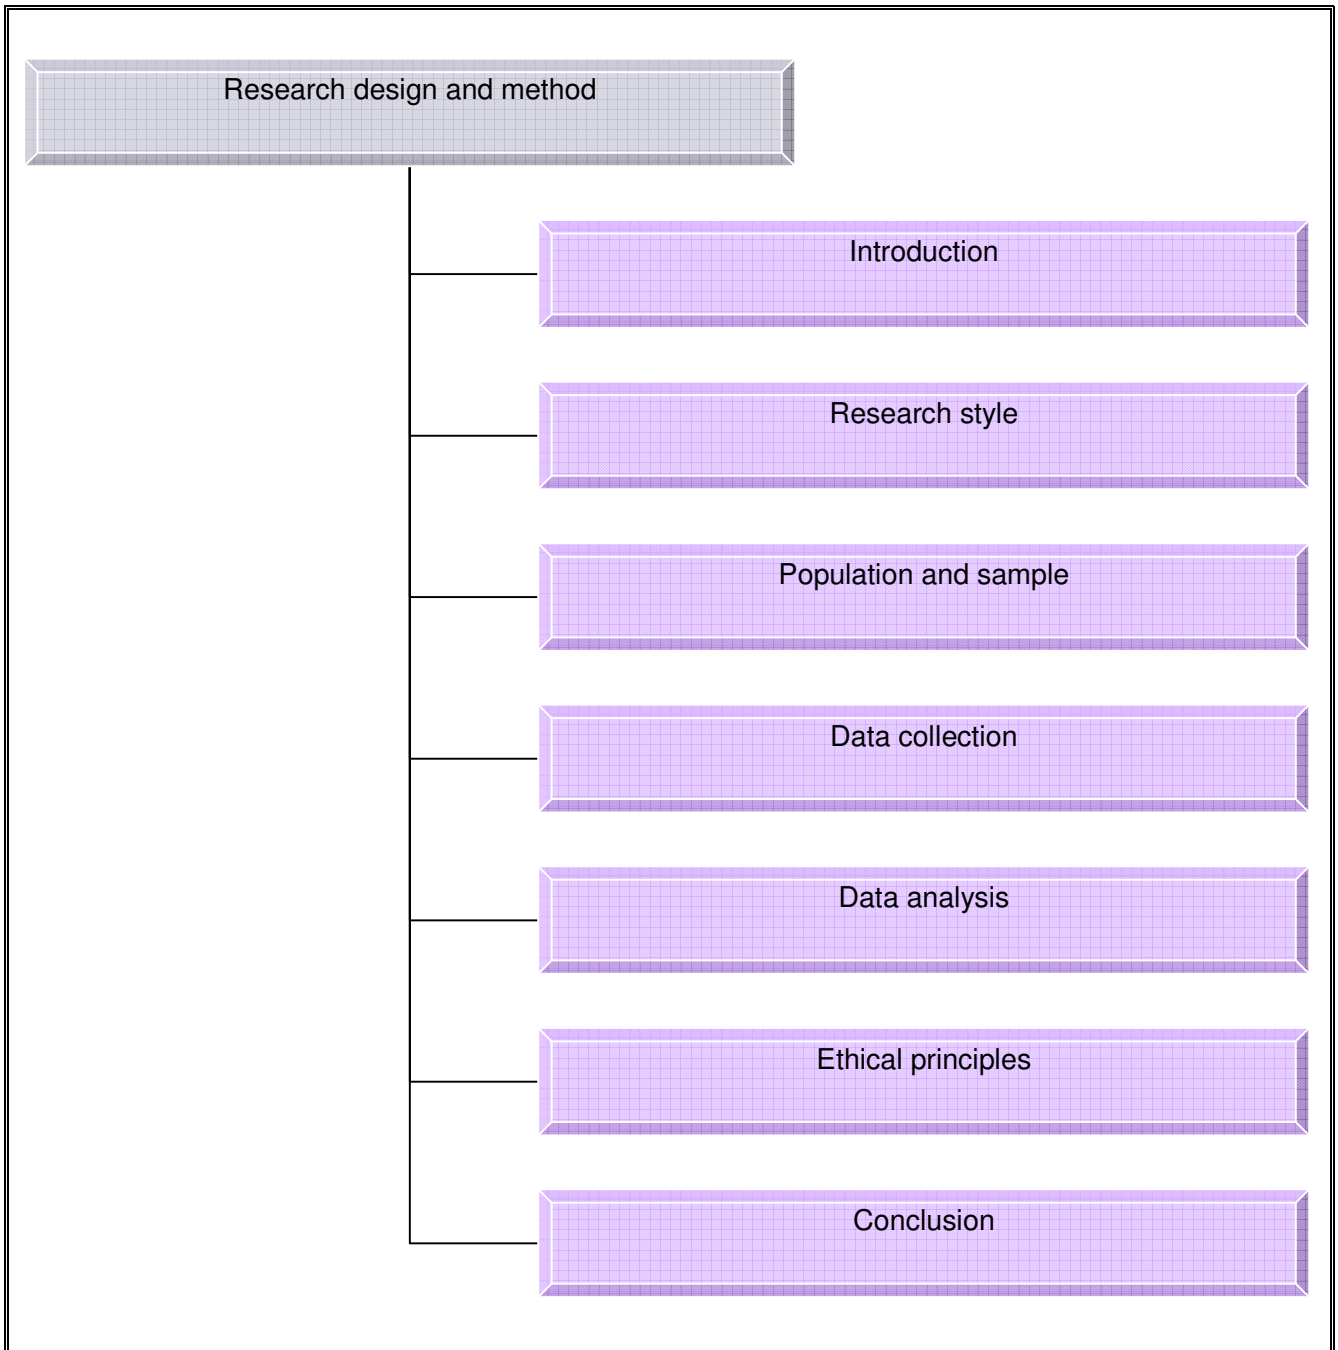 Research design and method
Introduction
Research style
Population and sample
Data collection
Data analysis
Ethical principles
Conclusion